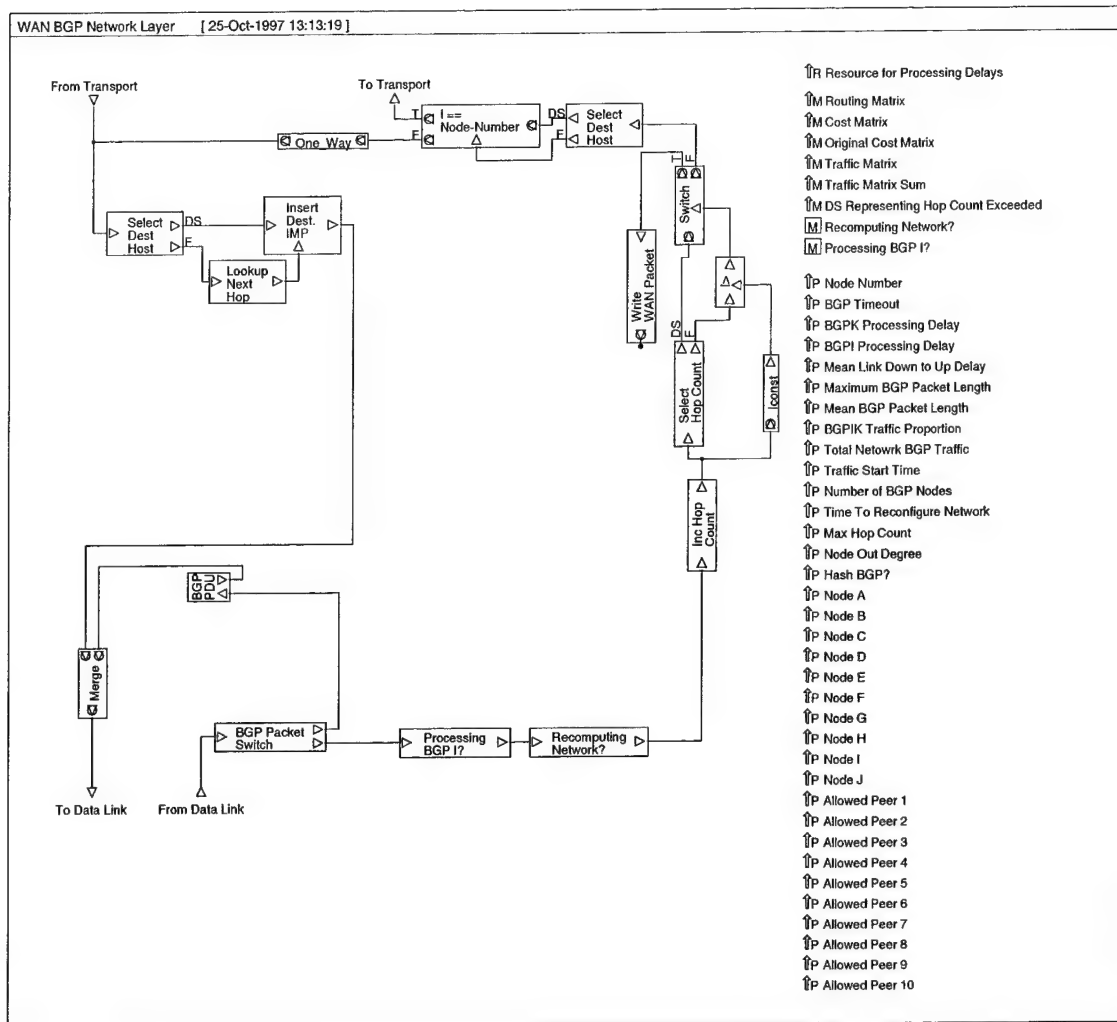 WAN BGP Network Layer [ 25-Oct-1997 13:13:19 ]
From Transport
To Transport
T
F
I ==
Node-Number
DS
F
Select
Dest
Host
One_Way
T
F
Switch
Select
Dest
Host
DS
F
Insert
Dest.
IMP
Lookup
Next
Hop
Write
WAN Packet
DS
F
Select
Hop Count
Iconst
Inc Hop
Count
BGP
PDU
Merge
BGP Packet
Switch
Processing
BGP I?
Recomputing
Network?
To Data Link
From Data Link
⇑R Resource for Processing Delays
⇑M Routing Matrix
⇑M Cost Matrix
⇑M Original Cost Matrix
⇑M Traffic Matrix
⇑M Traffic Matrix Sum
⇑M DS Representing Hop Count Exceeded
M Recomputing Network?
M Processing BGP I?
⇑P Node Number
⇑P BGP Timeout
⇑P BGPK Processing Delay
⇑P BGPI Processing Delay
⇑P Mean Link Down to Up Delay
⇑P Maximum BGP Packet Length
⇑P Mean BGP Packet Length
⇑P BGPIK Traffic Proportion
⇑P Total Netowrk BGP Traffic
⇑P Traffic Start Time
⇑P Number of BGP Nodes
⇑P Time To Reconfigure Network
⇑P Max Hop Count
⇑P Node Out Degree
⇑P Hash BGP?
⇑P Node A
⇑P Node B
⇑P Node C
⇑P Node D
⇑P Node E
⇑P Node F
⇑P Node G
⇑P Node H
⇑P Node I
⇑P Node J
⇑P Allowed Peer 1
⇑P Allowed Peer 2
⇑P Allowed Peer 3
⇑P Allowed Peer 4
⇑P Allowed Peer 5
⇑P Allowed Peer 6
⇑P Allowed Peer 7
⇑P Allowed Peer 8
⇑P Allowed Peer 9
⇑P Allowed Peer 10